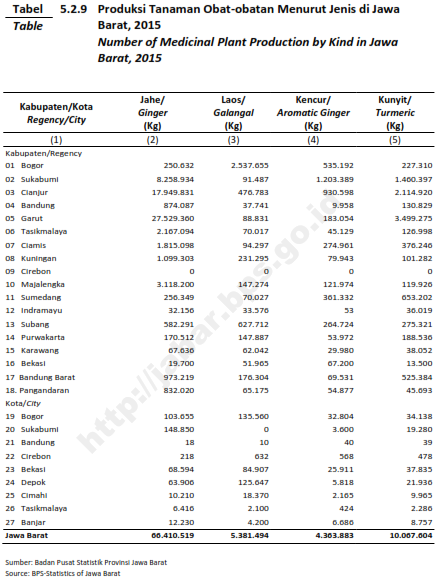 Tabel 5.2.9 Produksi Tanaman Obat-obatan Menurut Jenis di Jawa
Table Barat, 2015
Number of Medicinal Plant Production by Kind in Jawa
Barat, 2015
Kabupaten/Kota Regency/City Jahe/ Ginger (Kg) Laos/ Galangal (Kg) Kencur/ Aromatic Ginger (Kg) Kunyit/ Turmeric (Kg)
(1) (2) (3) (4) (5)
Kabupaten/Regency
01 Bogor 250.632 2.537.655 535.192 227.310
02 Sukabumi 8.258.934 91.487 1.203.389 1.460.397
03 Cianjur 17.949.831 476.783 930.598 2.114.920
04 Bandung 874.087 37.741 9.958 130.829
05 Garut 27.529.360 88.831 183.054 3.499.275
06 Tasikmalaya 2.167.094 70.017 45.129 126.998
07 Ciamis 1.815.098 94.297 274.961 376.246
08 Kuningan 1.099.303 231.295 79.943 101.282
09 Cirebon 0 0 0 0
10 Majalengka 3.118.200 147.274 121.974 119.926
11 Sumedang 256.349 70.027 361.332 653.202
12 Indramayu 32.156 33.576 53 36.019
13 Subang 582.291 627.712 264.724 275.321
14 Purwakarta 170.512 147.887 53.972 188.536
15 Karawang 67.636 62.042 29.980 38.052
16 Bekasi 19.700 51.965 67.200 13.500
17 Bandung Barat 973.219 176.304 69.531 525.384
18. Pangandaran 832.020 65.175 54.877 45.693
Kota/City
19 Bogor 103.655 135.560 32.804 34.138
20 Sukabumi 148.850 0 3.600 19.280
21 Bandung 18 10 40 39
22 Cirebon 218 632 568 478
23 Bekasi 68.594 84.907 25.911 37.835
24 Depok 63.906 125.647 5.818 21.936
25 Cimahi 10.210 18.370 2.165 9.965
26 Tasikmalaya 6.416 2.100 424 2.286
27 Banjar 12.230 4.200 6.686 8.757
Jawa Barat 66.410.519 5.381.494 4.363.883 10.067.604
Sumber: Badan Pusat Statistik Provinsi Jawa Barat
Source: BPS-Statistics of Jawa Barat
http://jabar.bps.go.id